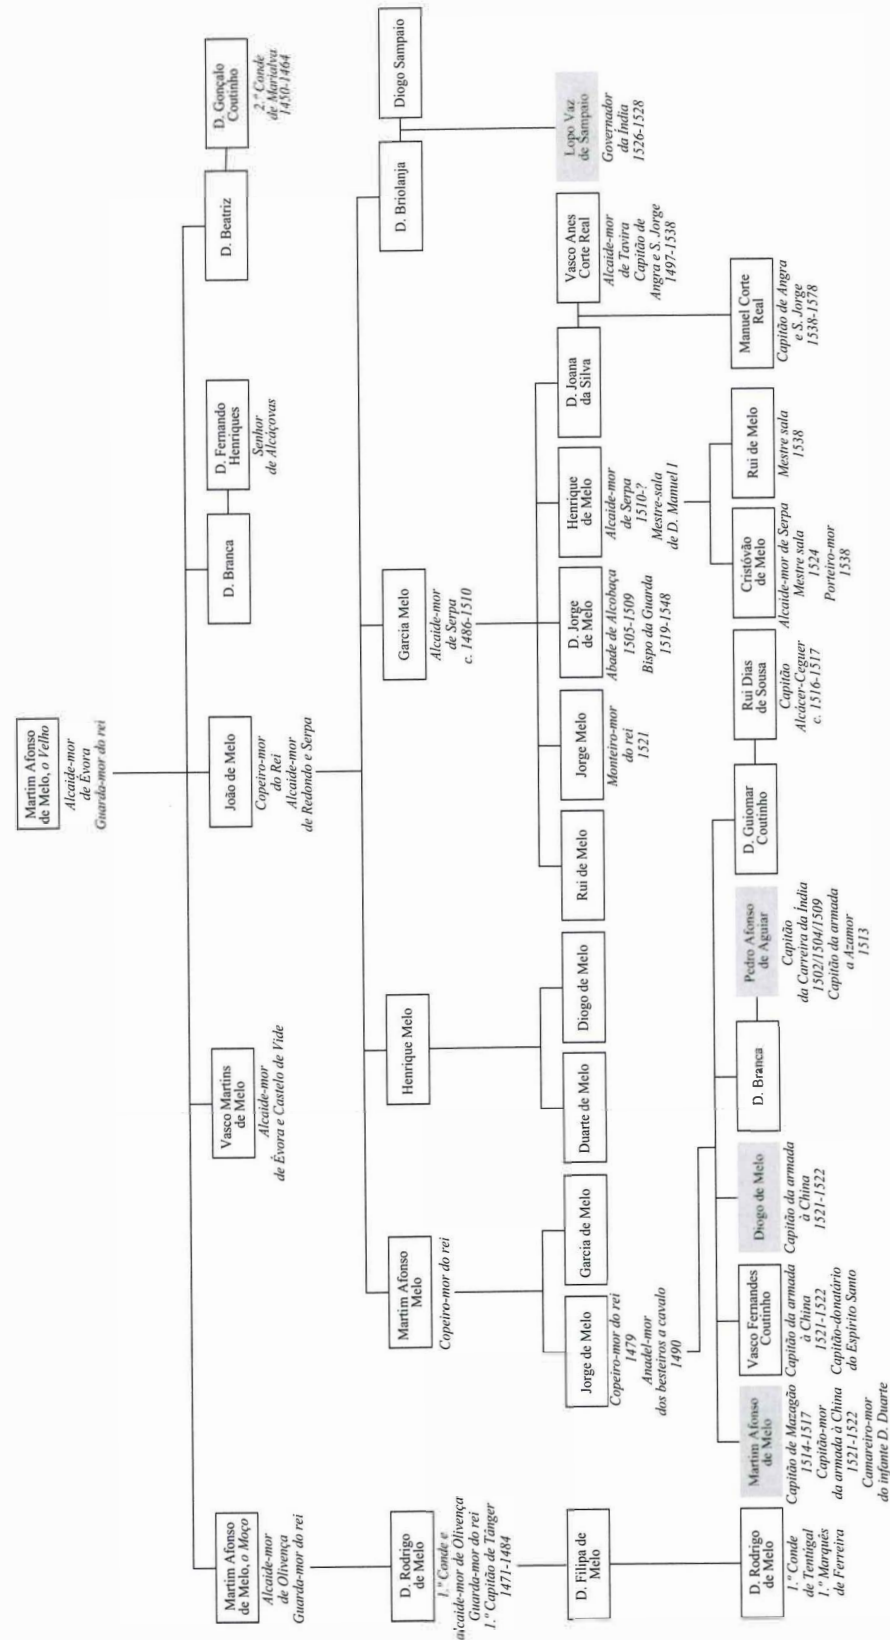 Martim Afonso
de Melo, o Velho
Alcaide-mor
de Évora
Guarda-mor do rei
Martim Afonso
de Melo, o Moço
Alcaide-mor
de Olivença
Guarda-mor do rei
Vasco Martins
de Melo
Alcaide-mor
de Évora e Castelo de Vide
João de Melo
Copeiro-mor
do Rei
Alcaide-mor
de Redondo e Serpa
D. Branca
D. Fernando
Henriques
Senhor
de Alcáçovas
D. Beatriz
D. Gonçalo
Coutinho
2.º Conde
de Marialva
1450-1464
D. Rodrigo
de Melo
1.º Conde e
alcaide-mor de Olivença
Guarda-mor do rei
1.º Capitão de Tânger
1471-1484
Martim Afonso
Melo
Copeiro-mor do rei
Henrique Melo
Garcia Melo
Alcaide-mor
de Serpa
c. 1486-1510
D. Briolanja
Diogo Sampaio
D. Filipa de
Melo
Jorge de Melo
Copeiro-mor do rei
1479
Anadel-mor
dos besteiros a cavalo
1490
Garcia de Melo
Duarte de Melo
Diogo de Melo
Rui de Melo
Jorge Melo
Monteiro-mor
do rei
1521
D. Jorge
de Melo
Abade de Alcobaça
1505-1509
Bispo da Guarda
1519-1548
Henrique
de Melo
Alcaide-mor
de Serpa
1510-?
Mestre-sala
de D. Manuel I
D. Joana
da Silva
Vasco Anes
Corte Real
Alcaide-mor
de Tavira
Capitão de
Angra e S. Jorge
1497-1538
Lopo Vaz
de Sampaio
Governador
da Índia
1526-1528
D. Rodrigo
de Melo
1.º Conde
de Tentúgal
1.º Marquês
de Ferreira
Martim Afonso
de Melo
Capitão de Mazagão
1514-1517
Capitão-mor
da armada à China
1521-1522
Camareiro-mor
do infante D. Duarte
Vasco Fernandes
Coutinho
Capitão da armada
à China
1521-1522
Capitão-donatário
do Espírito Santo
Diogo de Melo
Capitão da armada
à China
1521-1522
D. Branca
Pedro Afonso
de Aguiar
Capitão
da Carreira da Índia
1502/1504/1509
Capitão da armada
a Azamor
1513
D. Guiomar
Coutinho
Rui Dias
de Sousa
Capitão
Alcácer-Ceguer
c. 1516-1517
Cristóvão
de Melo
Alcaide-mor de Serpa
Mestre sala
1524
Porteiro-mor
1538
Rui de Melo
Mestre sala
1538
Manuel Corte
Real
Capitão de Angra
e S. Jorge
1538-1578